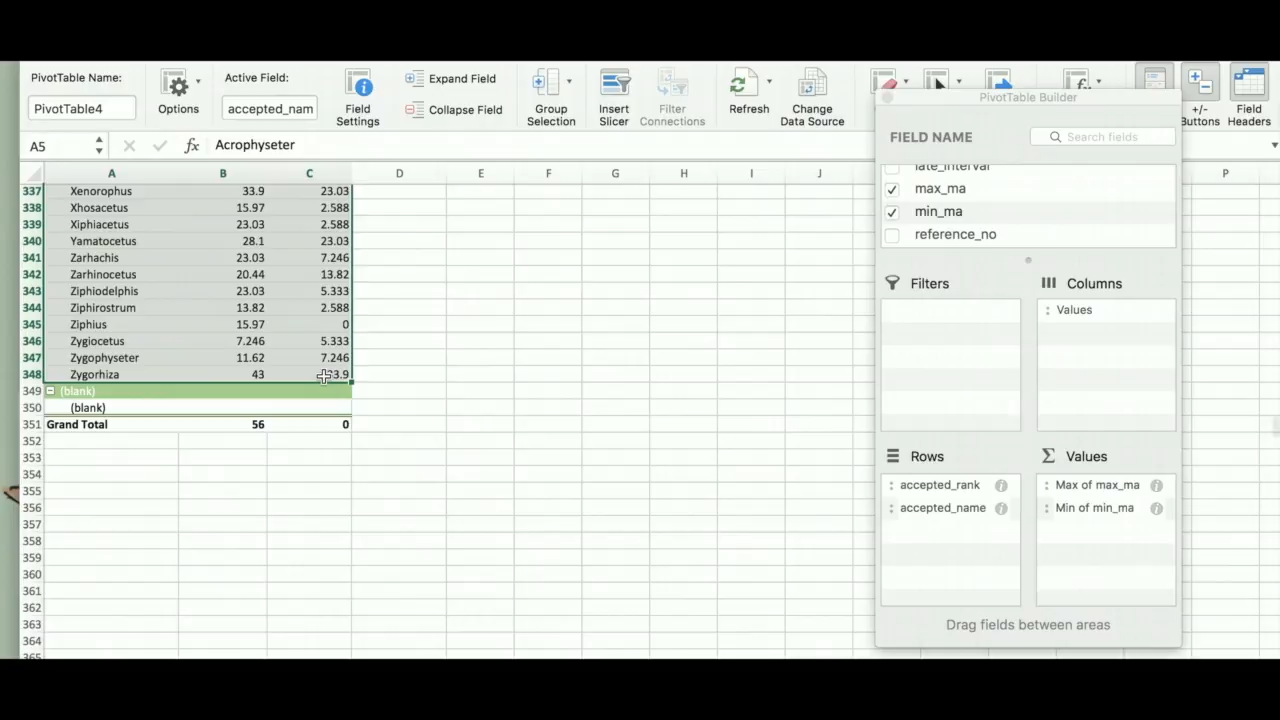 PivotTable Name:
PivotTable4
Options
Active Field:
accepted_nam
Field
Settings
Expand Field
Collapse Field
Group
Selection
Insert
Slicer
Filter
Connections
Refresh
Change
Data Source
+/-
Buttons
Field
Headers
A5
fx
Acrophyseter
A B C D E F G H I J P
337 Xenorophus 33.9 23.03
338 Xhosacetus 15.97 2.588
339 Xiphiacetus 23.03 2.588
340 Yamatocetus 28.1 23.03
341 Zarhachis 23.03 7.246
342 Zarhinocetus 20.44 13.82
343 Ziphiodelphis 23.03 5.333
344 Ziphirostrum 13.82 2.588
345 Ziphius 15.97 0
346 Zygiocetus 7.246 5.333
347 Zygophyseter 11.62 7.246
348 Zygorhiza 43
349 (blank)
350 (blank)
351 Grand Total 56 0
352
353
354
355
356
357
358
359
360
361
362
363
364
365
PivotTable Builder
FIELD NAME
Search fields
late_interval
max_ma
min_ma
reference_no
Filters
Columns
Values
Rows
accepted_rank
accepted_name
Values
Max of max_ma
Min of min_ma
Drag fields between areas